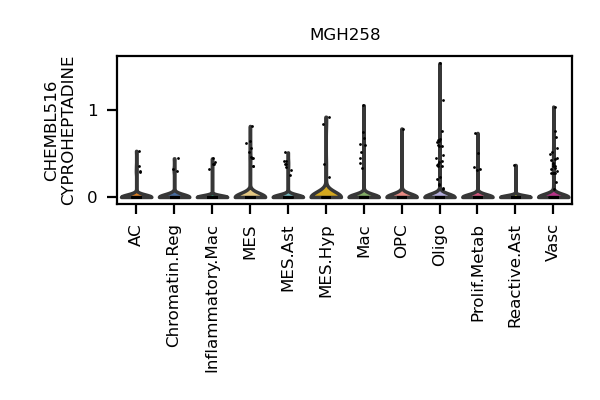 MGH258
CHEMBL516
CYPROHEPTADINE
1
0
AC
Chromatin.Reg
Inflammatory.Mac
MES
MES.Ast
MES.Hyp
Mac
OPC
Oligo
Prolif.Metab
Reactive.Ast
Vasc